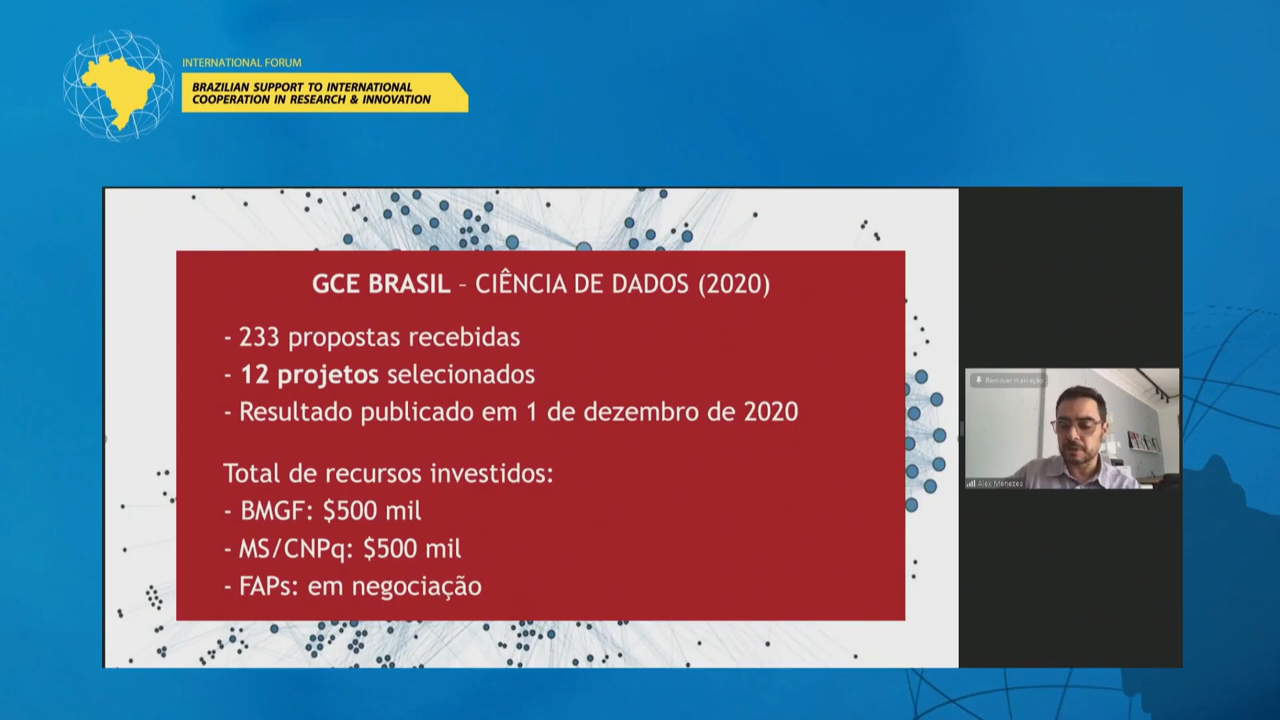 INTERNATIONAL FORUM
BRAZILIAN SUPPORT TO INTERNATIONAL
COOPERATION IN RESEARCH & INNOVATION
GCE BRASIL – CIÊNCIA DE DADOS (2020)
- 233 propostas recebidas
- 12 projetos selecionados
- Resultado publicado em 1 de dezembro de 2020
Total de recursos investidos:
- BMGF: $500 mil
- MS/CNPq: $500 mil
- FAPs: em negociação
Remover marcação
Alex Menezes